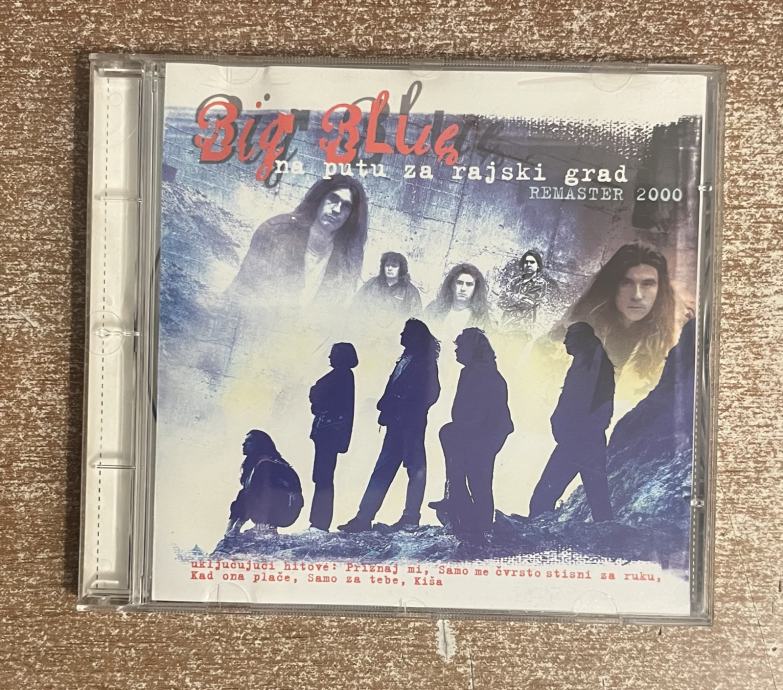 Big Blue
na putu za rajski grad
REMASTER 2000
uključujući hitove: Priznaj mi, Samo me čvrsto stisni za ruku,
Kad ona plače, Samo za tebe, Kiša